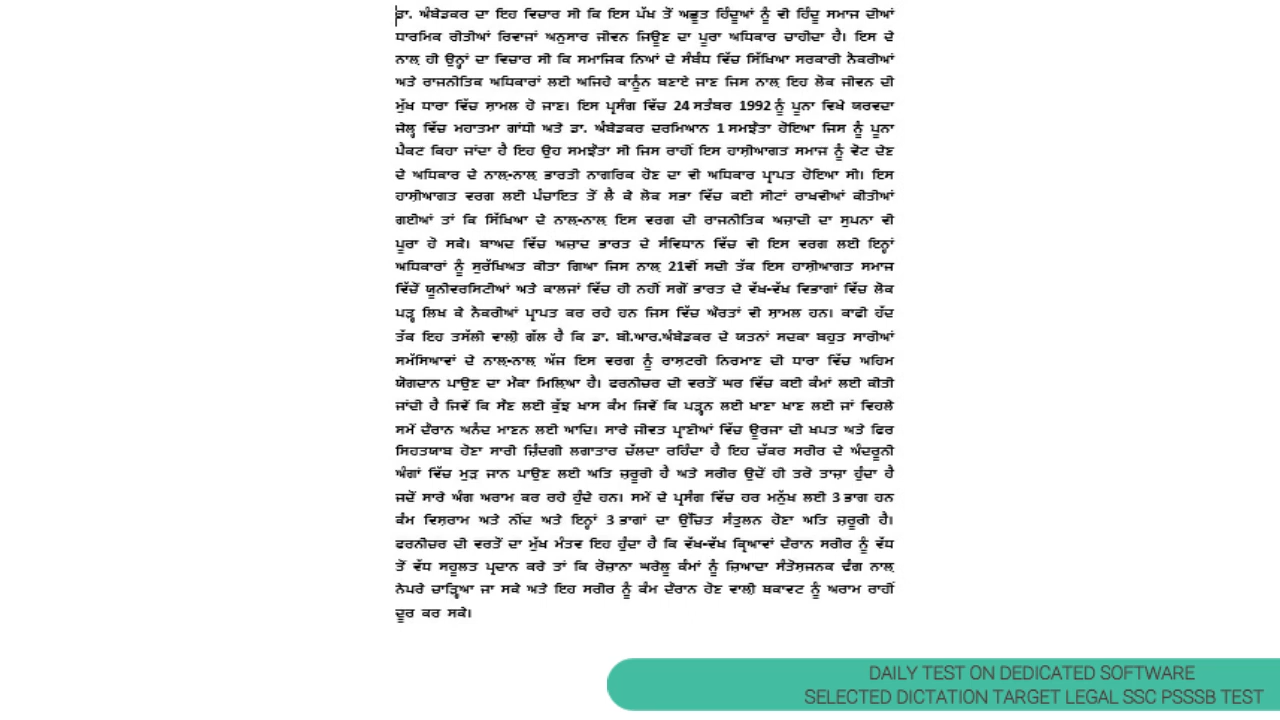 ਡਾ. ਅੰਬੇਡਕਰ ਦਾ ਇਹ ਵਿਚਾਰ ਸੀ ਕਿ ਇਸ ਪੱਖ ਤੋਂ ਅਛੂਤ ਹਿੰਦੂਆਂ ਨੂੰ ਵੀ ਹਿੰਦੂ ਸਮਾਜ ਦੀਆਂ
ਧਾਰਮਿਕ ਰੀਤੀਆਂ ਰਿਵਾਜਾਂ ਅਨੁਸਾਰ ਜੀਵਨ ਜਿਊਣ ਦਾ ਪੂਰਾ ਅਧਿਕਾਰ ਚਾਹੀਦਾ ਹੈ। ਇਸ ਦੇ
ਨਾਲ਼ ਹੀ ਉਨ੍ਹਾਂ ਦਾ ਵਿਚਾਰ ਸੀ ਕਿ ਸਮਾਜਿਕ ਨਿਆਂ ਦੇ ਸੰਬੰਧ ਵਿੱਚ ਸਿੱਖਿਆ ਸਰਕਾਰੀ ਨੌਕਰੀਆਂ
ਅਤੇ ਰਾਜਨੀਤਿਕ ਅਧਿਕਾਰਾਂ ਲਈ ਅਜਿਹੇ ਕਾਨੂੰਨ ਬਣਾਏ ਜਾਣ ਜਿਸ ਨਾਲ਼ ਇਹ ਲੋਕ ਜੀਵਨ ਦੀ
ਮੁੱਖ ਧਾਰਾ ਵਿੱਚ ਸ਼ਾਮਲ ਹੋ ਜਾਣ। ਇਸ ਪ੍ਰਸੰਗ ਵਿੱਚ 24 ਸਤੰਬਰ 1992 ਨੂੰ ਪੂਨਾ ਵਿਖੇ ਯਰਵਦਾ
ਜੇਲ੍ਹ ਵਿੱਚ ਮਹਾਤਮਾ ਗਾਂਧੀ ਅਤੇ ਡਾ. ਅੰਬੇਡਕਰ ਦਰਮਿਆਨ 1 ਸਮਝੌਤਾ ਹੋਇਆ ਜਿਸ ਨੂੰ ਪੂਨਾ
ਪੈਕਟ ਕਿਹਾ ਜਾਂਦਾ ਹੈ ਇਹ ਉਹ ਸਮਝੌਤਾ ਸੀ ਜਿਸ ਰਾਹੀਂ ਇਸ ਹਾਸ਼ੀਆਗਤ ਸਮਾਜ ਨੂੰ ਵੋਟ ਦੇਣ
ਦੇ ਅਧਿਕਾਰ ਦੇ ਨਾਲ਼-ਨਾਲ਼ ਭਾਰਤੀ ਨਾਗਰਿਕ ਹੋਣ ਦਾ ਵੀ ਅਧਿਕਾਰ ਪ੍ਰਾਪਤ ਹੋਇਆ ਸੀ। ਇਸ
ਹਾਸ਼ੀਆਗਤ ਵਰਗ ਲਈ ਪੰਚਾਇਤ ਤੋਂ ਲੈ ਕੇ ਲੋਕ ਸਭਾ ਵਿੱਚ ਕਈ ਸੀਟਾਂ ਰਾਖਵੀਆਂ ਕੀਤੀਆਂ
ਗਈਆਂ ਤਾਂ ਕਿ ਸਿੱਖਿਆ ਦੇ ਨਾਲ਼-ਨਾਲ਼ ਇਸ ਵਰਗ ਦੀ ਰਾਜਨੀਤਿਕ ਅਜ਼ਾਦੀ ਦਾ ਸੁਪਨਾ ਵੀ
ਪੂਰਾ ਹੋ ਸਕੇ। ਬਾਅਦ ਵਿੱਚ ਅਜ਼ਾਦ ਭਾਰਤ ਦੇ ਸੰਵਿਧਾਨ ਵਿੱਚ ਵੀ ਇਸ ਵਰਗ ਲਈ ਇਨ੍ਹਾਂ
ਅਧਿਕਾਰਾਂ ਨੂੰ ਸੁਰੱਖਿਅਤ ਕੀਤਾ ਗਿਆ ਜਿਸ ਨਾਲ਼ 21ਵੀਂ ਸਦੀ ਤੱਕ ਇਸ ਹਾਸ਼ੀਆਗਤ ਸਮਾਜ
ਵਿੱਚੋਂ ਯੂਨੀਵਰਸਿਟੀਆਂ ਅਤੇ ਕਾਲਜਾਂ ਵਿੱਚ ਹੀ ਨਹੀਂ ਸਗੋਂ ਭਾਰਤ ਦੇ ਵੱਖ-ਵੱਖ ਵਿਭਾਗਾਂ ਵਿੱਚ ਲੋਕ
ਪੜ੍ਹ ਲਿਖ ਕੇ ਨੌਕਰੀਆਂ ਪ੍ਰਾਪਤ ਕਰ ਰਹੇ ਹਨ ਜਿਸ ਵਿੱਚ ਔਰਤਾਂ ਵੀ ਸ਼ਾਮਲ ਹਨ। ਕਾਫੀ ਹੱਦ
ਤੱਕ ਇਹ ਤਸੱਲੀ ਵਾਲ਼ੀ ਗੱਲ ਹੈ ਕਿ ਡਾ. ਬੀ.ਆਰ.ਅੰਬੇਡਕਰ ਦੇ ਯਤਨਾਂ ਸਦਕਾ ਬਹੁਤ ਸਾਰੀਆਂ
ਸਮੱਸਿਆਵਾਂ ਦੇ ਨਾਲ਼-ਨਾਲ਼ ਅੱਜ ਇਸ ਵਰਗ ਨੂੰ ਰਾਸ਼ਟਰੀ ਨਿਰਮਾਣ ਦੀ ਧਾਰਾ ਵਿੱਚ ਅਹਿਮ
ਯੋਗਦਾਨ ਪਾਉਣ ਦਾ ਮੌਕਾ ਮਿਲਿ਼ਆ ਹੈ। ਫਰਨੀਚਰ ਦੀ ਵਰਤੋਂ ਘਰ ਵਿੱਚ ਕਈ ਕੰਮਾਂ ਲਈ ਕੀਤੀ
ਜਾਂਦੀ ਹੈ ਜਿਵੇਂ ਕਿ ਸੌਣ ਲਈ ਕੁੱਝ ਖਾਸ ਕੰਮ ਜਿਵੇਂ ਕਿ ਪੜ੍ਹਨ ਲਈ ਖਾਣਾ ਖਾਣ ਲਈ ਜਾਂ ਵਿਹਲੇ
ਸਮੇਂ ਦੌਰਾਨ ਅਨੰਦ ਮਾਣਨ ਲਈ ਆਦਿ। ਸਾਰੇ ਜੀਵਤ ਪ੍ਰਾਣੀਆਂ ਵਿੱਚ ਊਰਜਾ ਦੀ ਖਪਤ ਅਤੇ ਫਿਰ
ਸਿਹਤਯਾਬ ਹੋਣਾ ਸਾਰੀ ਜ਼ਿੰਦਗੀ ਲਗਾਤਾਰ ਚੱਲਦਾ ਰਹਿੰਦਾ ਹੈ ਇਹ ਚੱਕਰ ਸਰੀਰ ਦੇ ਅੰਦਰੂਨੀ
ਅੰਗਾਂ ਵਿੱਚ ਮੁੜ ਜਾਨ ਪਾਉਣ ਲਈ ਅਤਿ ਜ਼ਰੂਰੀ ਹੈ ਅਤੇ ਸਰੀਰ ਉਦੋਂ ਹੀ ਤਰੋ ਤਾਜ਼ਾ ਹੁੰਦਾ ਹੈ
ਜਦੋਂ ਸਾਰੇ ਅੰਗ ਅਰਾਮ ਕਰ ਰਹੇ ਹੁੰਦੇ ਹਨ। ਸਮੇਂ ਦੇ ਪ੍ਰਸੰਗ ਵਿੱਚ ਹਰ ਮਨੁੱਖ ਲਈ 3 ਭਾਗ ਹਨ
ਕੰਮ ਵਿਸ਼ਰਾਮ ਅਤੇ ਨੀਂਦ ਅਤੇ ਇਨ੍ਹਾਂ 3 ਭਾਗਾਂ ਦਾ ਉੱਚਿਤ ਸੰਤੁਲਨ ਹੋਣਾ ਅਤਿ ਜ਼ਰੂਰੀ ਹੈ।
ਫਰਨੀਚਰ ਦੀ ਵਰਤੋਂ ਦਾ ਮੁੱਖ ਮੰਤਵ ਇਹ ਹੁੰਦਾ ਹੈ ਕਿ ਵੱਖ-ਵੱਖ ਕ੍ਰਿਆਵਾਂ ਦੌਰਾਨ ਸਰੀਰ ਨੂੰ ਵੱਧ
ਤੋਂ ਵੱਧ ਸਹੂਲਤ ਪ੍ਰਦਾਨ ਕਰੇ ਤਾਂ ਕਿ ਰੋਜ਼ਾਨਾ ਘਰੇਲੂ ਕੰਮਾਂ ਨੂੰ ਜ਼ਿਆਦਾ ਸੰਤੋਸ਼ਜਨਕ ਢੰਗ ਨਾਲ਼
ਨੇਪਰੇ ਚਾੜ੍ਹਿਆ ਜਾ ਸਕੇ ਅਤੇ ਇਹ ਸਰੀਰ ਨੂੰ ਕੰਮ ਦੌਰਾਨ ਹੋਣ ਵਾਲ਼ੀ ਥਕਾਵਟ ਨੂੰ ਅਰਾਮ ਰਾਹੀਂ
ਦੂਰ ਕਰ ਸਕੇ।
DAILY TEST ON DEDICATED SOFTWARE
SELECTED DICTATION TARGET LEGAL SSC PSSSB TEST